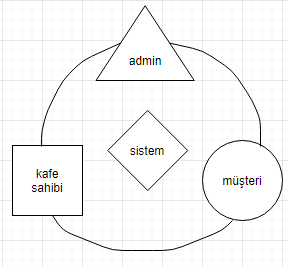 admin
sistem
kafe
sahibi
müşteri